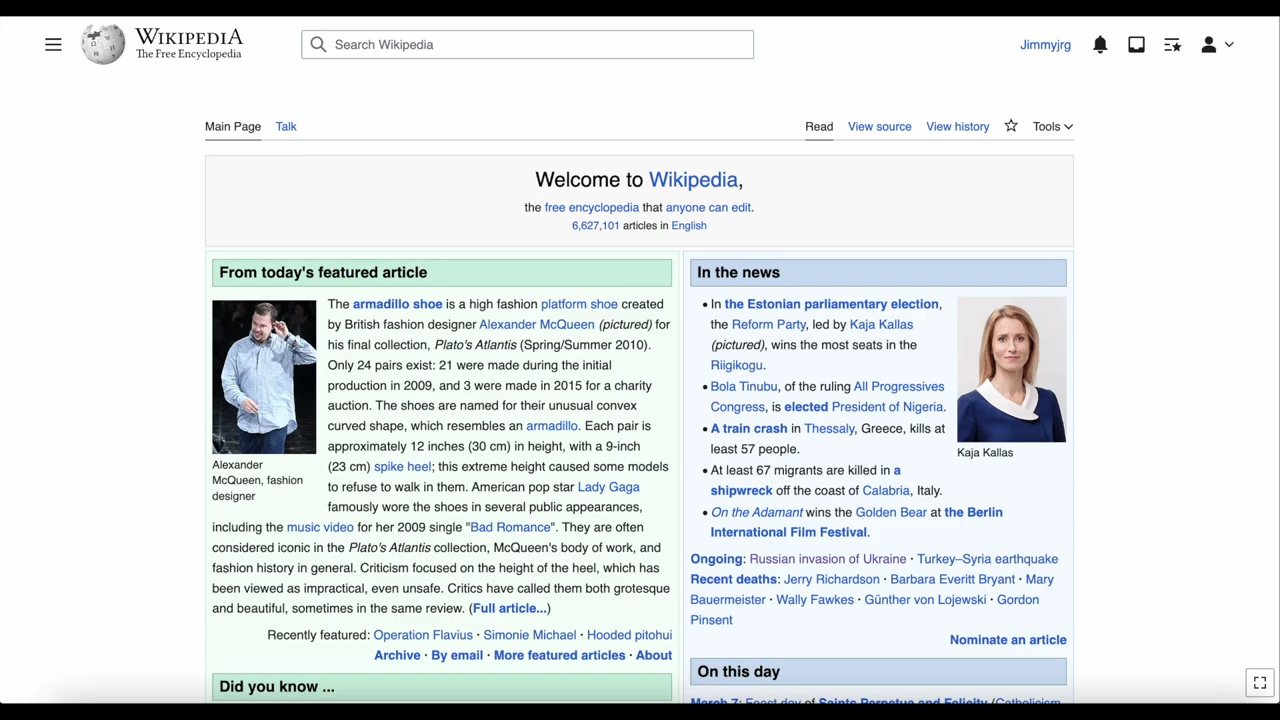 WIKIPEDIA
The Free Encyclopedia
Search Wikipedia
Jimmyjrg
Main Page
Talk
Read
View source
View history
Tools
Welcome to Wikipedia,
the free encyclopedia that anyone can edit.
6,627,101 articles in English
From today's featured article
The armadillo shoe is a high fashion platform shoe created
by British fashion designer Alexander McQueen (pictured) for
his final collection, Plato's Atlantis (Spring/Summer 2010).
Only 24 pairs exist: 21 were made during the initial
production in 2009, and 3 were made in 2015 for a charity
auction. The shoes are named for their unusual convex
curved shape, which resembles an armadillo. Each pair is
approximately 12 inches (30 cm) in height, with a 9-inch
(23 cm) spike heel; this extreme height caused some models
to refuse to walk in them. American pop star Lady Gaga
famously wore the shoes in several public appearances,
including the music video for her 2009 single "Bad Romance". They are often
considered iconic in the Plato's Atlantis collection, McQueen's body of work, and
fashion history in general. Criticism focused on the height of the heel, which has
been viewed as impractical, even unsafe. Critics have called them both grotesque
and beautiful, sometimes in the same review. (Full article...)
Alexander
McQueen, fashion
designer
Recently featured: Operation Flavius · Simonie Michael · Hooded pitohui
Archive · By email · More featured articles · About
Did you know ...
In the news
• In the Estonian parliamentary election,
the Reform Party, led by Kaja Kallas
(pictured), wins the most seats in the
Riigikogu.
• Bola Tinubu, of the ruling All Progressives
Congress, is elected President of Nigeria.
• A train crash in Thessaly, Greece, kills at
least 57 people.
• At least 67 migrants are killed in a
shipwreck off the coast of Calabria, Italy.
• On the Adamant wins the Golden Bear at the Berlin
International Film Festival.
Kaja Kallas
Ongoing: Russian invasion of Ukraine · Turkey–Syria earthquake
Recent deaths: Jerry Richardson · Barbara Everitt Bryant · Mary
Bauermeister · Wally Fawkes · Günther von Lojewski · Gordon
Pinsent
Nominate an article
On this day
March 7: Feast day of Saints Perpetua and Felicity (Catholicism,